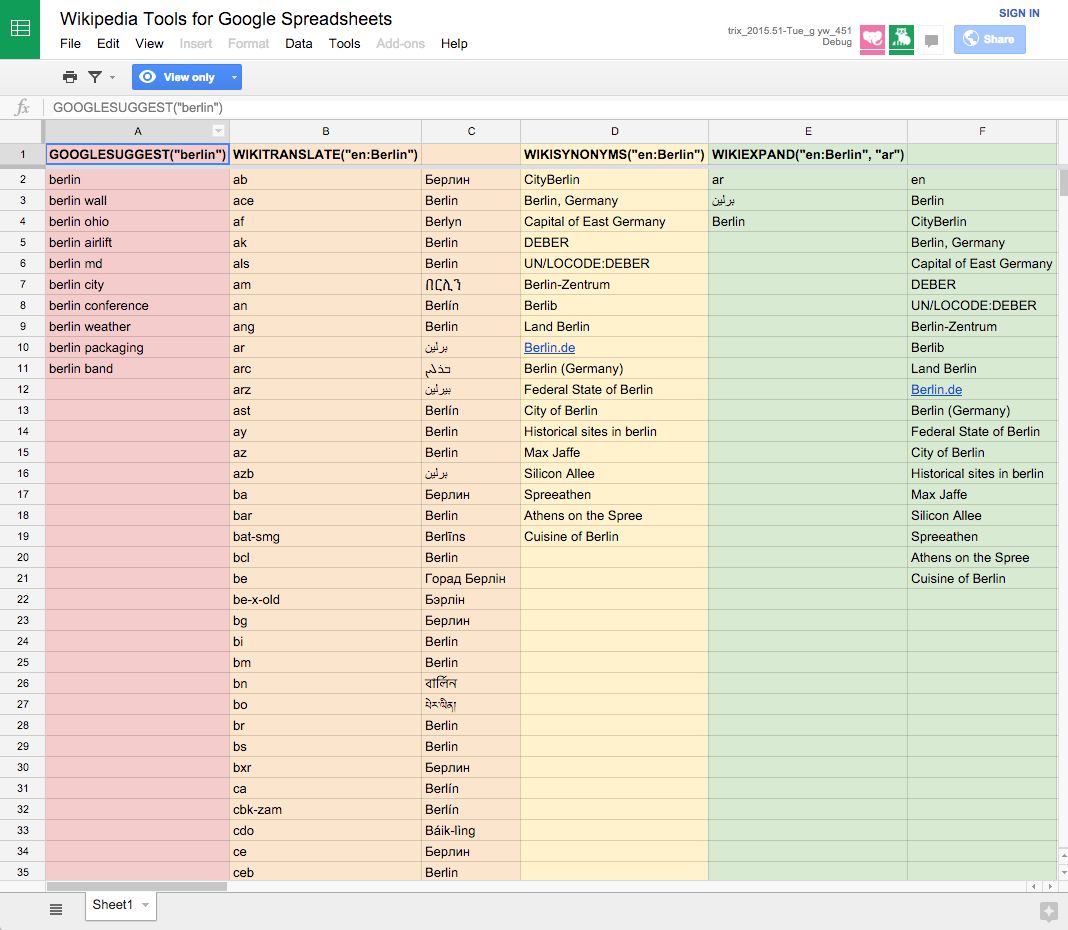 Wikipedia Tools for Google Spreadsheets
SIGN IN
File Edit View Insert Format Data Tools Add-ons Help
trix_2015.51-Tue_g yw_451
Debug
Share
View only
fx GOOGLESUGGEST("berlin")
A B C D E F
1 GOOGLESUGGEST("berlin") WIKITRANSLATE("en:Berlin") WIKISYNONYMS("en:Berlin") WIKIEXPAND("en:Berlin", "ar")
2 berlin ab Берлин CityBerlin ar en
3 berlin wall ace Berlin Berlin, Germany برلين Berlin
4 berlin ohio af Berlyn Capital of East Germany Berlin CityBerlin
5 berlin airlift ak Berlin DEBER Berlin, Germany
6 berlin md als Berlin UN/LOCODE:DEBER Capital of East Germany
7 berlin city am በርሊን Berlin-Zentrum DEBER
8 berlin conference an Berlín Berlib UN/LOCODE:DEBER
9 berlin weather ang Berlin Land Berlin Berlin-Zentrum
10 berlin packaging ar برلين Berlin.de Berlib
11 berlin band arc ܒܪܠܝܢ Berlin (Germany) Land Berlin
12 arz بيرلين Federal State of Berlin Berlin.de
13 ast Berlín City of Berlin Berlin (Germany)
14 ay Berlin Historical sites in berlin Federal State of Berlin
15 az Berlin Max Jaffe City of Berlin
16 azb برلین Silicon Allee Historical sites in berlin
17 ba Берлин Spreeathen Max Jaffe
18 bar Berlin Athens on the Spree Silicon Allee
19 bat-smg Berlīns Cuisine of Berlin Spreeathen
20 bcl Berlin Athens on the Spree
21 be Горад Берлін Cuisine of Berlin
22 be-x-old Бэрлін
23 bg Берлин
24 bi Berlin
25 bm Berlin
26 bn বার্লিন
27 bo པེར་ལིན།
28 br Berlin
29 bs Berlin
30 bxr Берлин
31 ca Berlín
32 cbk-zam Berlín
33 cdo Báik-lìng
34 ce Берлин
35 ceb Berlin
Sheet1